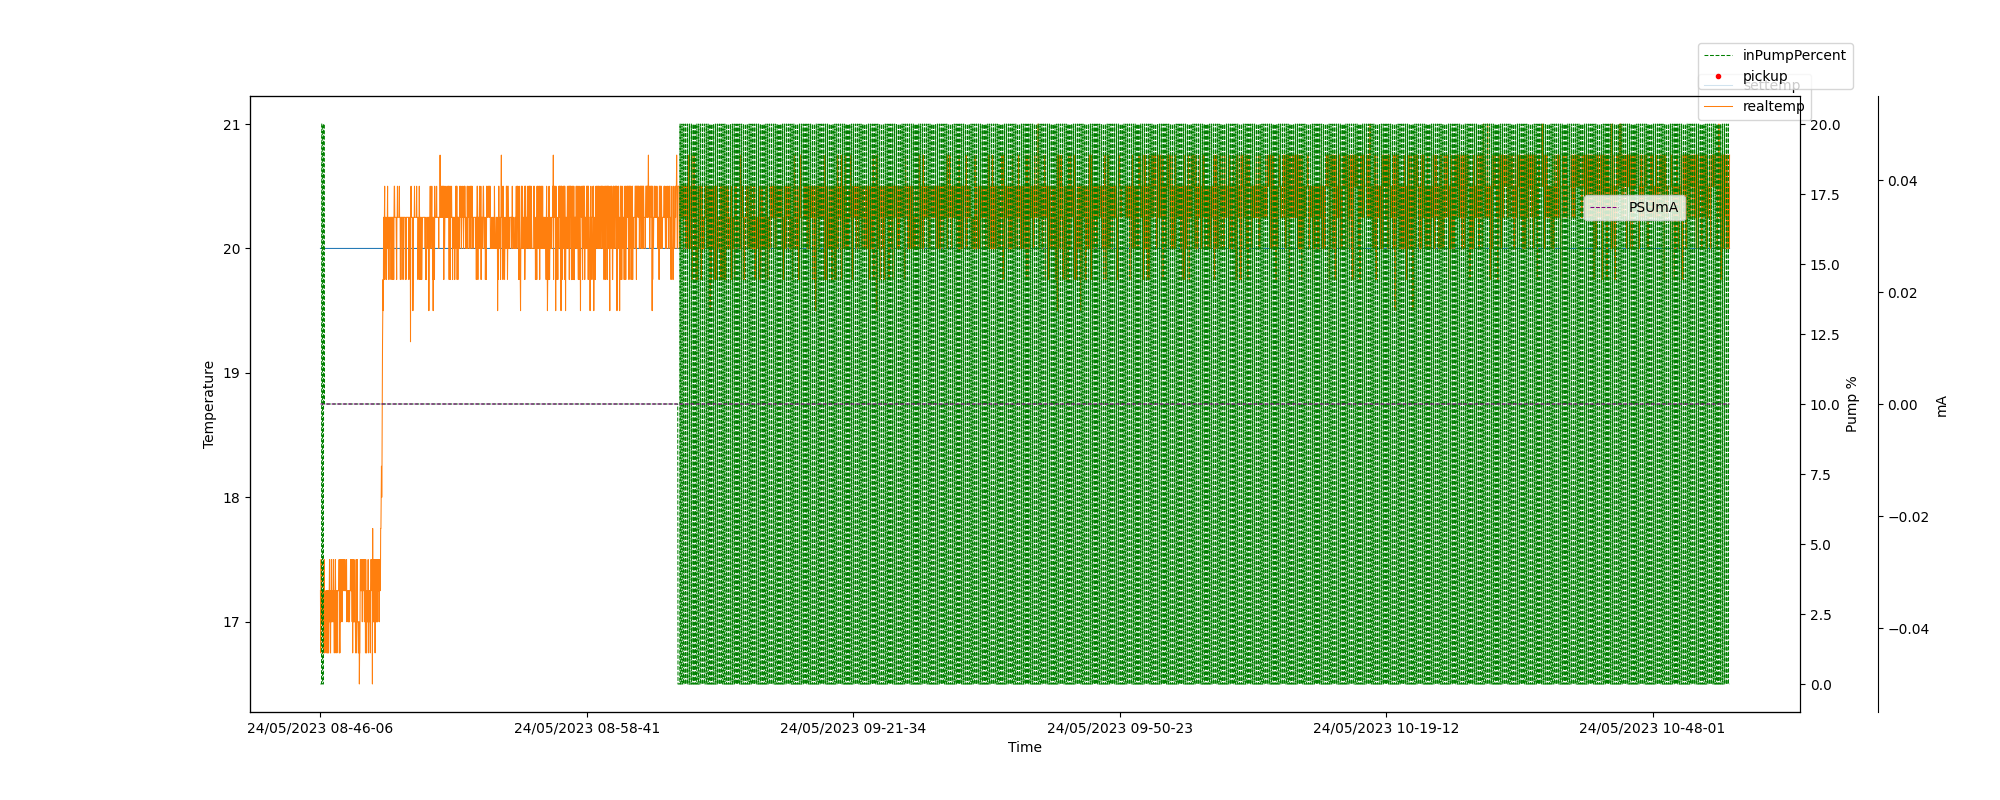 inPumpPercent
pickup
settemp
realtemp
PSUmA
21
20
19
18
17
Temperature
20.0
17.5
15.0
12.5
10.0
7.5
5.0
2.5
0.0
Pump %
0.04
0.02
0.00
−0.02
−0.04
mA
24/05/2023 08-46-06
24/05/2023 08-58-41
24/05/2023 09-21-34
24/05/2023 09-50-23
24/05/2023 10-19-12
24/05/2023 10-48-01
Time